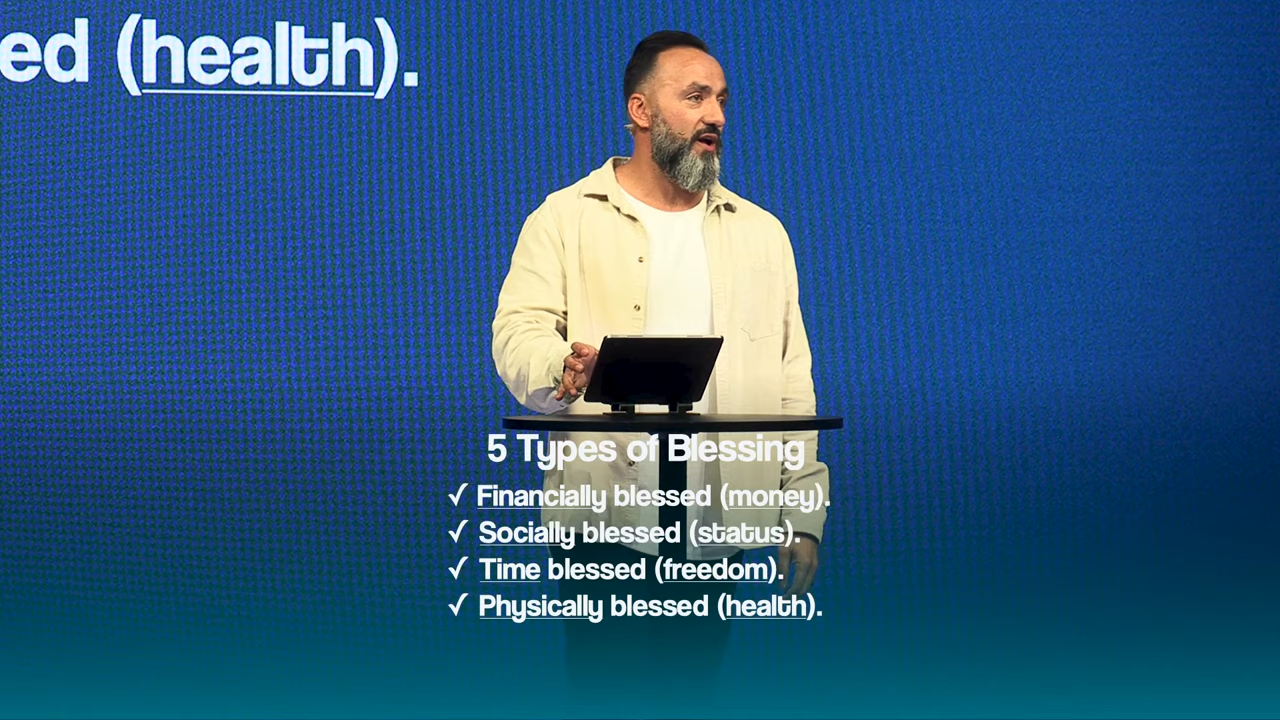 ed (health).
5 Types of Blessing
✓ Financially blessed (money).
✓ Socially blessed (status).
✓ Time blessed (freedom).
✓ Physically blessed (health).